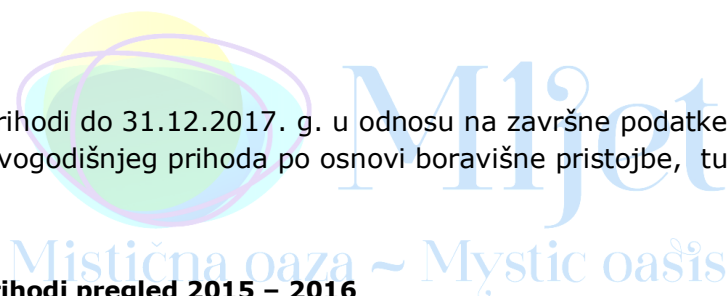 Mljet
rihodi do 31.12.2017. g. u odnosu na završne podatke
vogodišnjeg prihoda po osnovi boravišne pristojbe, tu
Mistična oaza ~ Mystic oasis
rihodi pregled 2015 – 2016